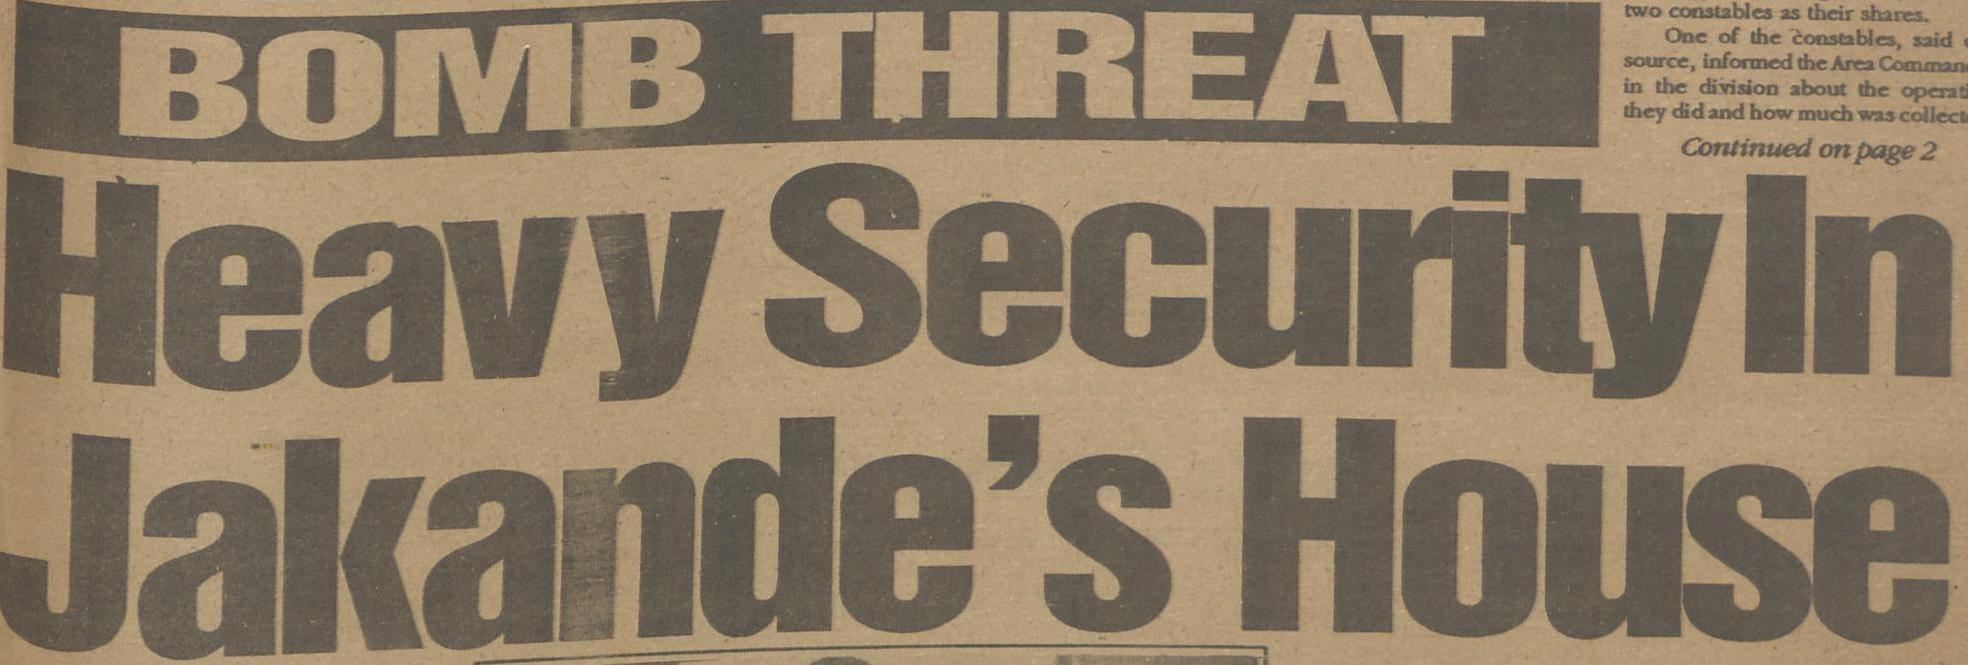 BOMB THREAT
Heavy Security In
Jakande's House
two constables as their shares.
One of the constables, said
source, informed the Area
in the division about the
they did and how much was
Continued on page 2